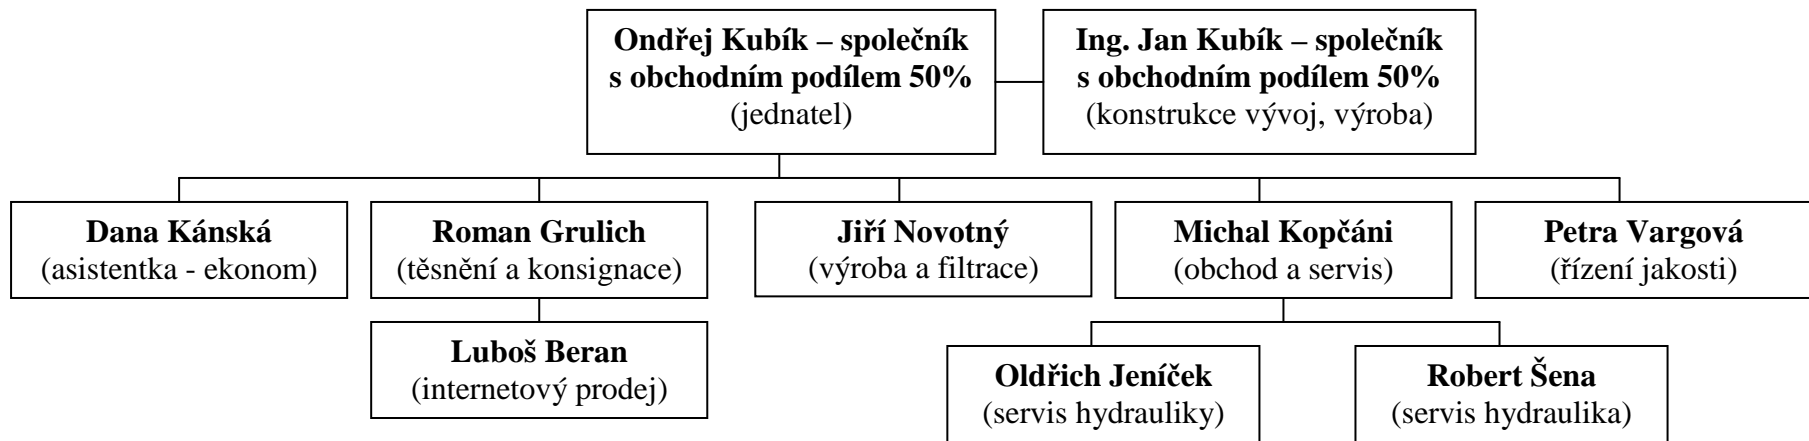 Ondřej Kubík – společník
s obchodním podílem 50%
(jednatel)
Ing. Jan Kubík – společník
s obchodním podílem 50%
(konstrukce vývoj, výroba)
Dana Kánská
(asistentka - ekonom)
Roman Grulich
(těsnění a konsignace)
Jiří Novotný
(výroba a filtrace)
Michal Kopčáni
(obchod a servis)
Petra Vargová
(řízení jakosti)
Luboš Beran
(internetový prodej)
Oldřich Jeníček
(servis hydrauliky)
Robert Šena
(servis hydraulika)